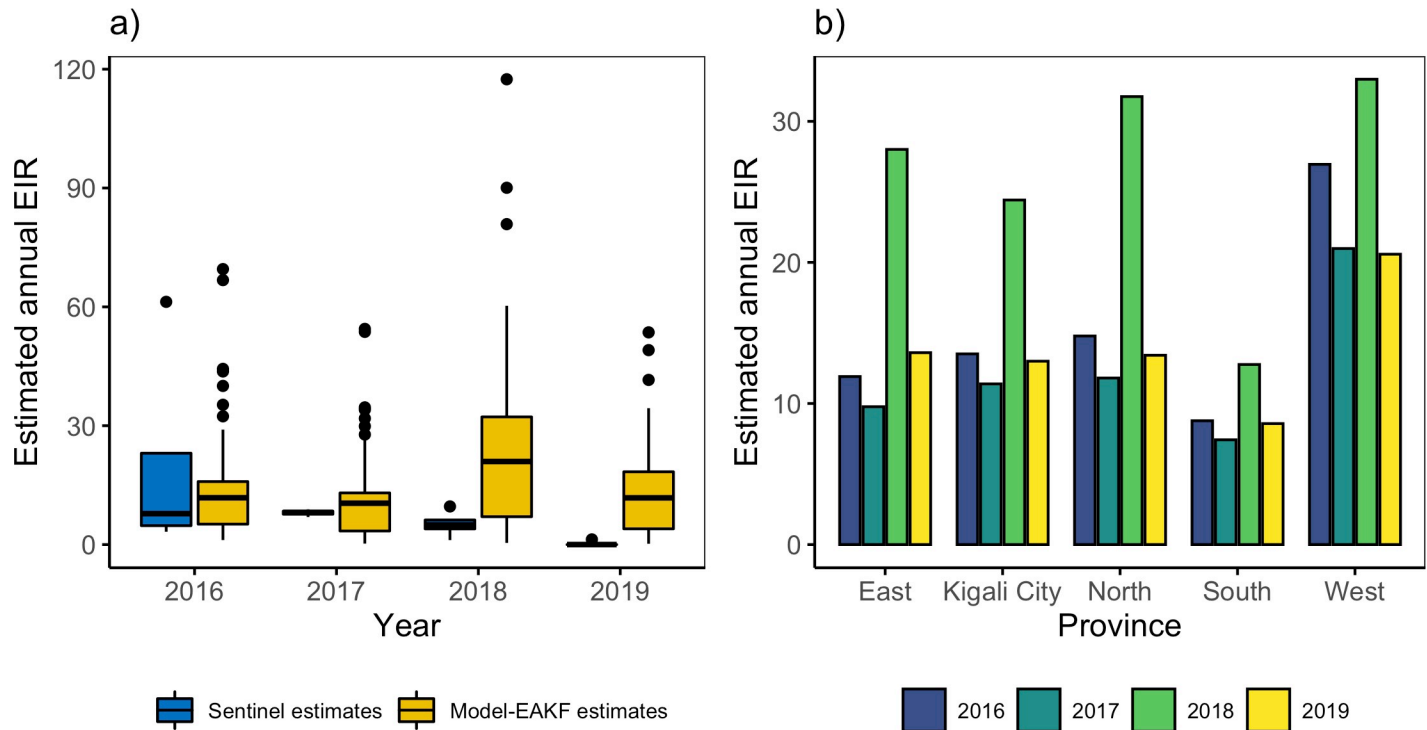 a)
Estimated annual EIR
120
90
60
30
0
2016 2017 2018 2019
Year
Sentinel estimates Model-EAKF estimates
b)
Estimated annual EIR
30
20
10
0
East Kigali City North South West
Province
2016 2017 2018 2019